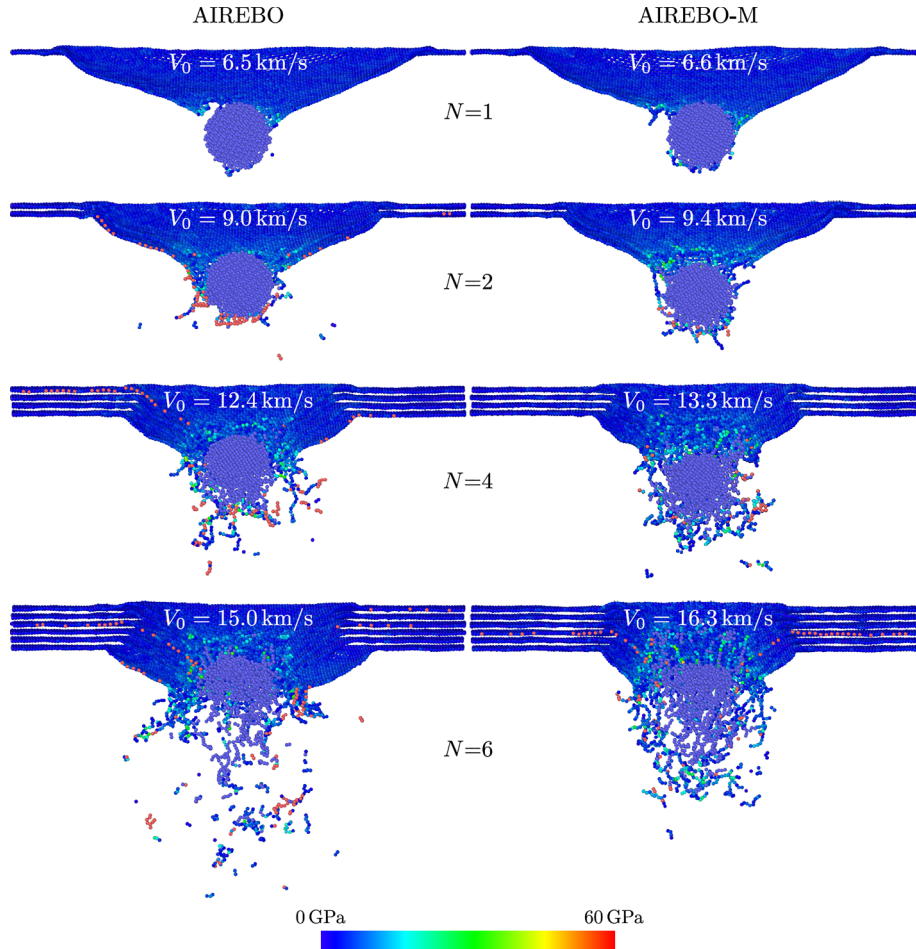 AIREBO AIREBO-M
V₀ = 6.5 km/s V₀ = 6.6 km/s
N=1
V₀ = 9.0 km/s V₀ = 9.4 km/s
N=2
V₀ = 12.4 km/s V₀ = 13.3 km/s
N=4
V₀ = 15.0 km/s V₀ = 16.3 km/s
N=6
0 GPa 60 GPa